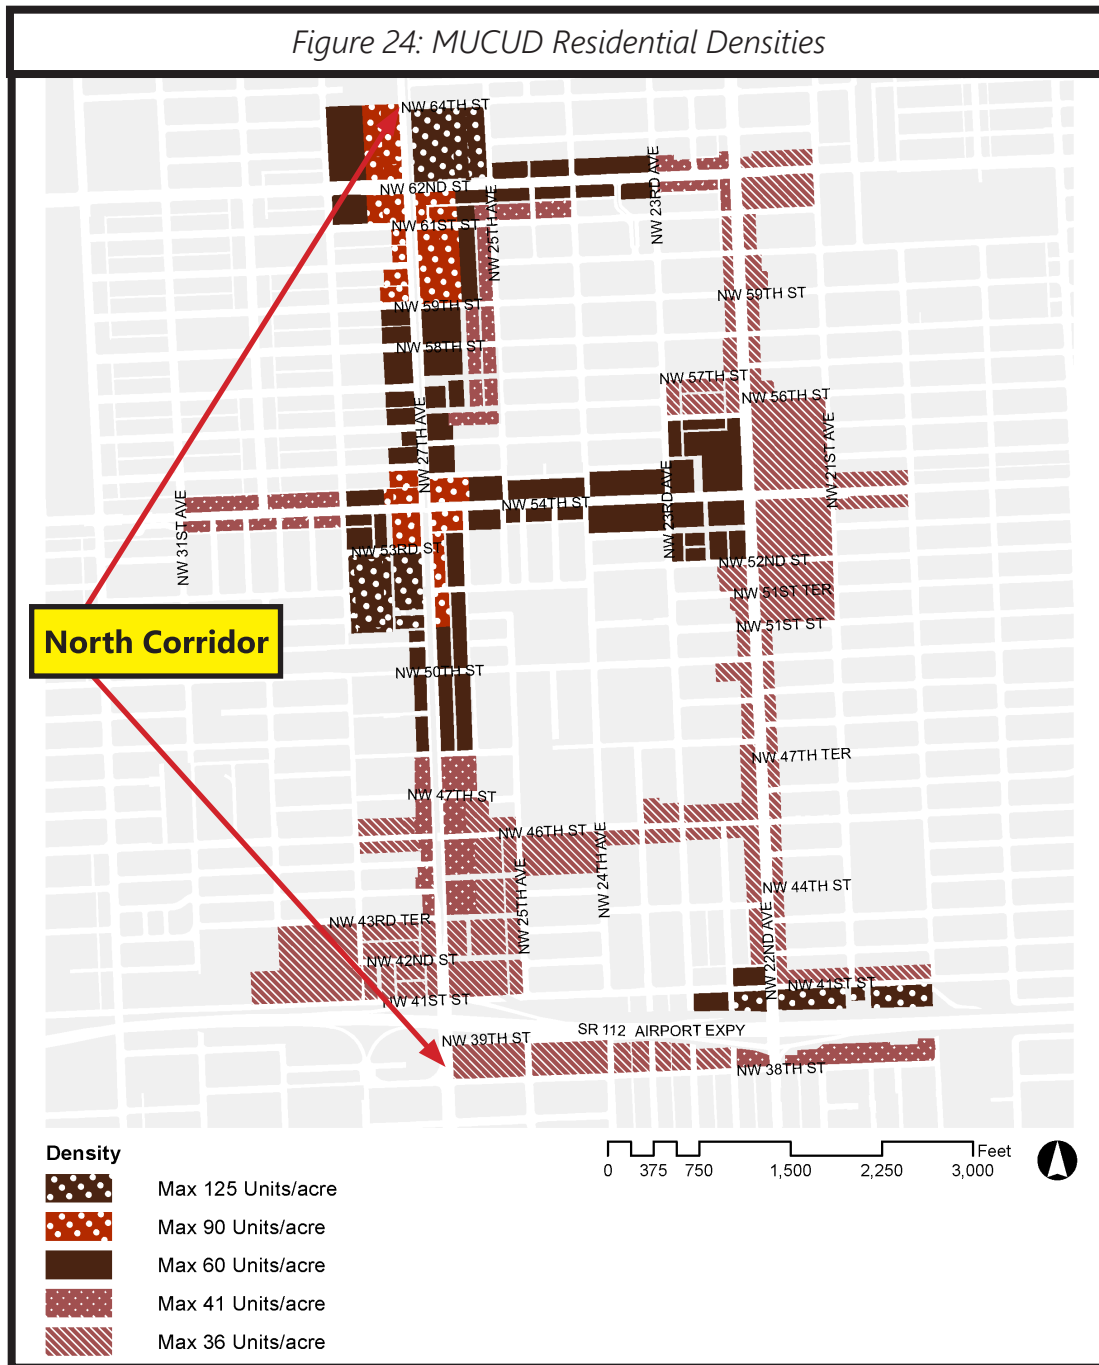 Figure 24: MUCUD Residential Densities
NW 64TH ST
NW 23RD AVE
NW 62ND ST
NW 25TH AVE
NW 61ST ST
NW 59TH ST
NW 59TH ST
NW 58TH ST
NW 57TH ST
NW 56TH ST
NW 27TH AVE
NW 21ST AVE
NW 31ST AVE
NW 23RD AVE
NW 54TH ST
NW 53RD ST
NW 52ND ST
NW 51ST TER
NW 51ST ST
North Corridor
NW 50TH ST
NW 47TH TER
NW 47TH ST
NW 46TH ST
NW 24TH AVE
NW 25TH AVE
NW 44TH ST
NW 22ND AVE
NW 43RD TER
NW 42ND ST
NW 41ST ST
NW 41ST ST
SR 112 AIRPORT EXPY
NW 39TH ST
NW 38TH ST
Density
Max 125 Units/acre
Max 90 Units/acre
Max 60 Units/acre
Max 41 Units/acre
Max 36 Units/acre
Feet
0 375 750 1,500 2,250 3,000